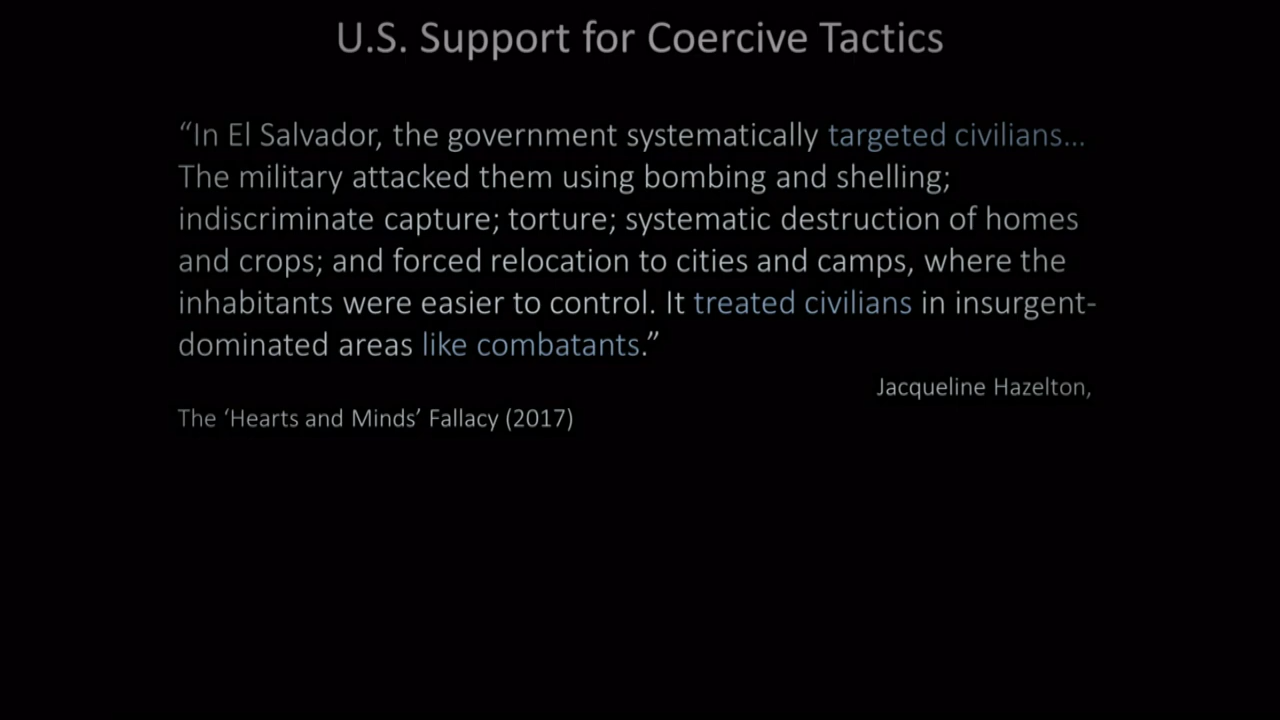 U.S. Support for Coercive Tactics
“In El Salvador, the government systematically targeted civilians...
The military attacked them using bombing and shelling;
indiscriminate capture; torture; systematic destruction of homes
and crops; and forced relocation to cities and camps, where the
inhabitants were easier to control. It treated civilians in insurgent-
dominated areas like combatants.”
Jacqueline Hazelton,
The ‘Hearts and Minds’ Fallacy (2017)